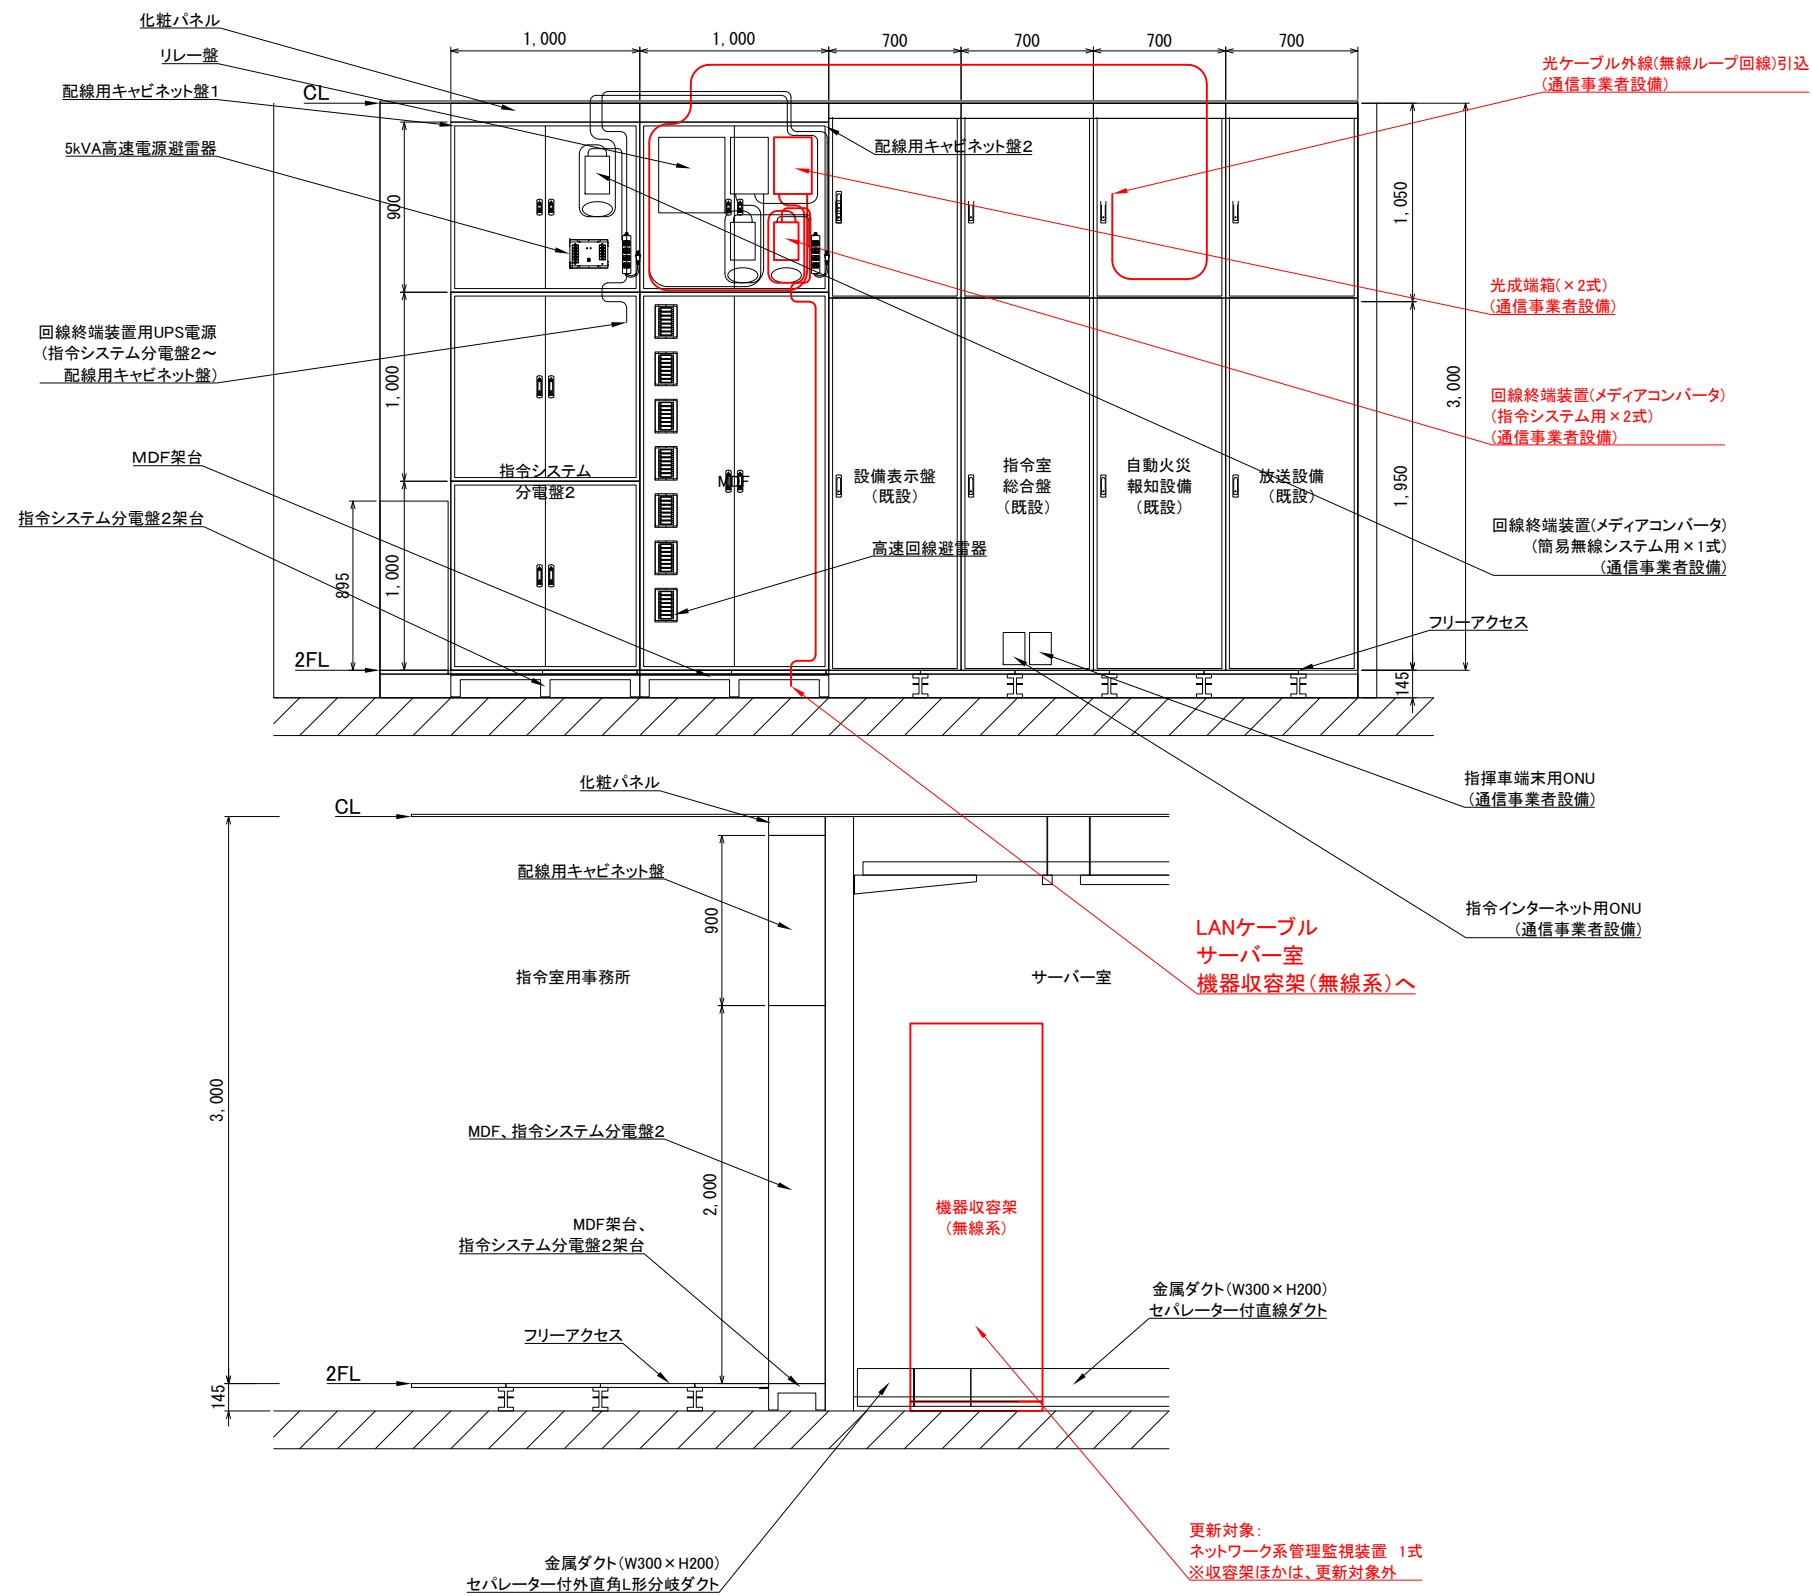 化粧パネル
リレー盤
配線用キャビネット盤1
CL
5kVA高速電源避雷器
回線終端装置用UPS電源
(指令システム分電盤2～
配線用キャビネット盤)
MDF架台
指令システム分電盤2架台
2FL
1,000
1,000
700
700
700
700
900
1,000
1,000
895
配線用キャビネット盤2
指令システム
分電盤2
MDF
高速回線避雷器
設備表示盤
(既設)
指令室
総合盤
(既設)
自動火災
報知設備
(既設)
放送設備
(既設)
フリーアクセス
1,050
1,950
3,000
145
光ケーブル外線(無線ループ回線)引込
(通信事業者設備)
光成端箱(×2式)
(通信事業者設備)
回線終端装置(メディアコンバータ)
(指令システム用×2式)
(通信事業者設備)
回線終端装置(メディアコンバータ)
(簡易無線システム用×1式)
(通信事業者設備)
指揮車端末用ONU
(通信事業者設備)
指令インターネット用ONU
(通信事業者設備)
LANケーブル
サーバー室
機器収容架(無線系)へ
化粧パネル
CL
配線用キャビネット盤
900
指令室用事務所
サーバー室
3,000
MDF、指令システム分電盤2
2,000
MDF架台、
指令システム分電盤2架台
機器収容架
(無線系)
金属ダクト(W300×H200)
セパレーター付直線ダクト
フリーアクセス
2FL
145
更新対象：
ネットワーク系管理監視装置 1式
※収容架ほかは、更新対象外
金属ダクト(W300×H200)
セパレーター付外直角L形分岐ダクト